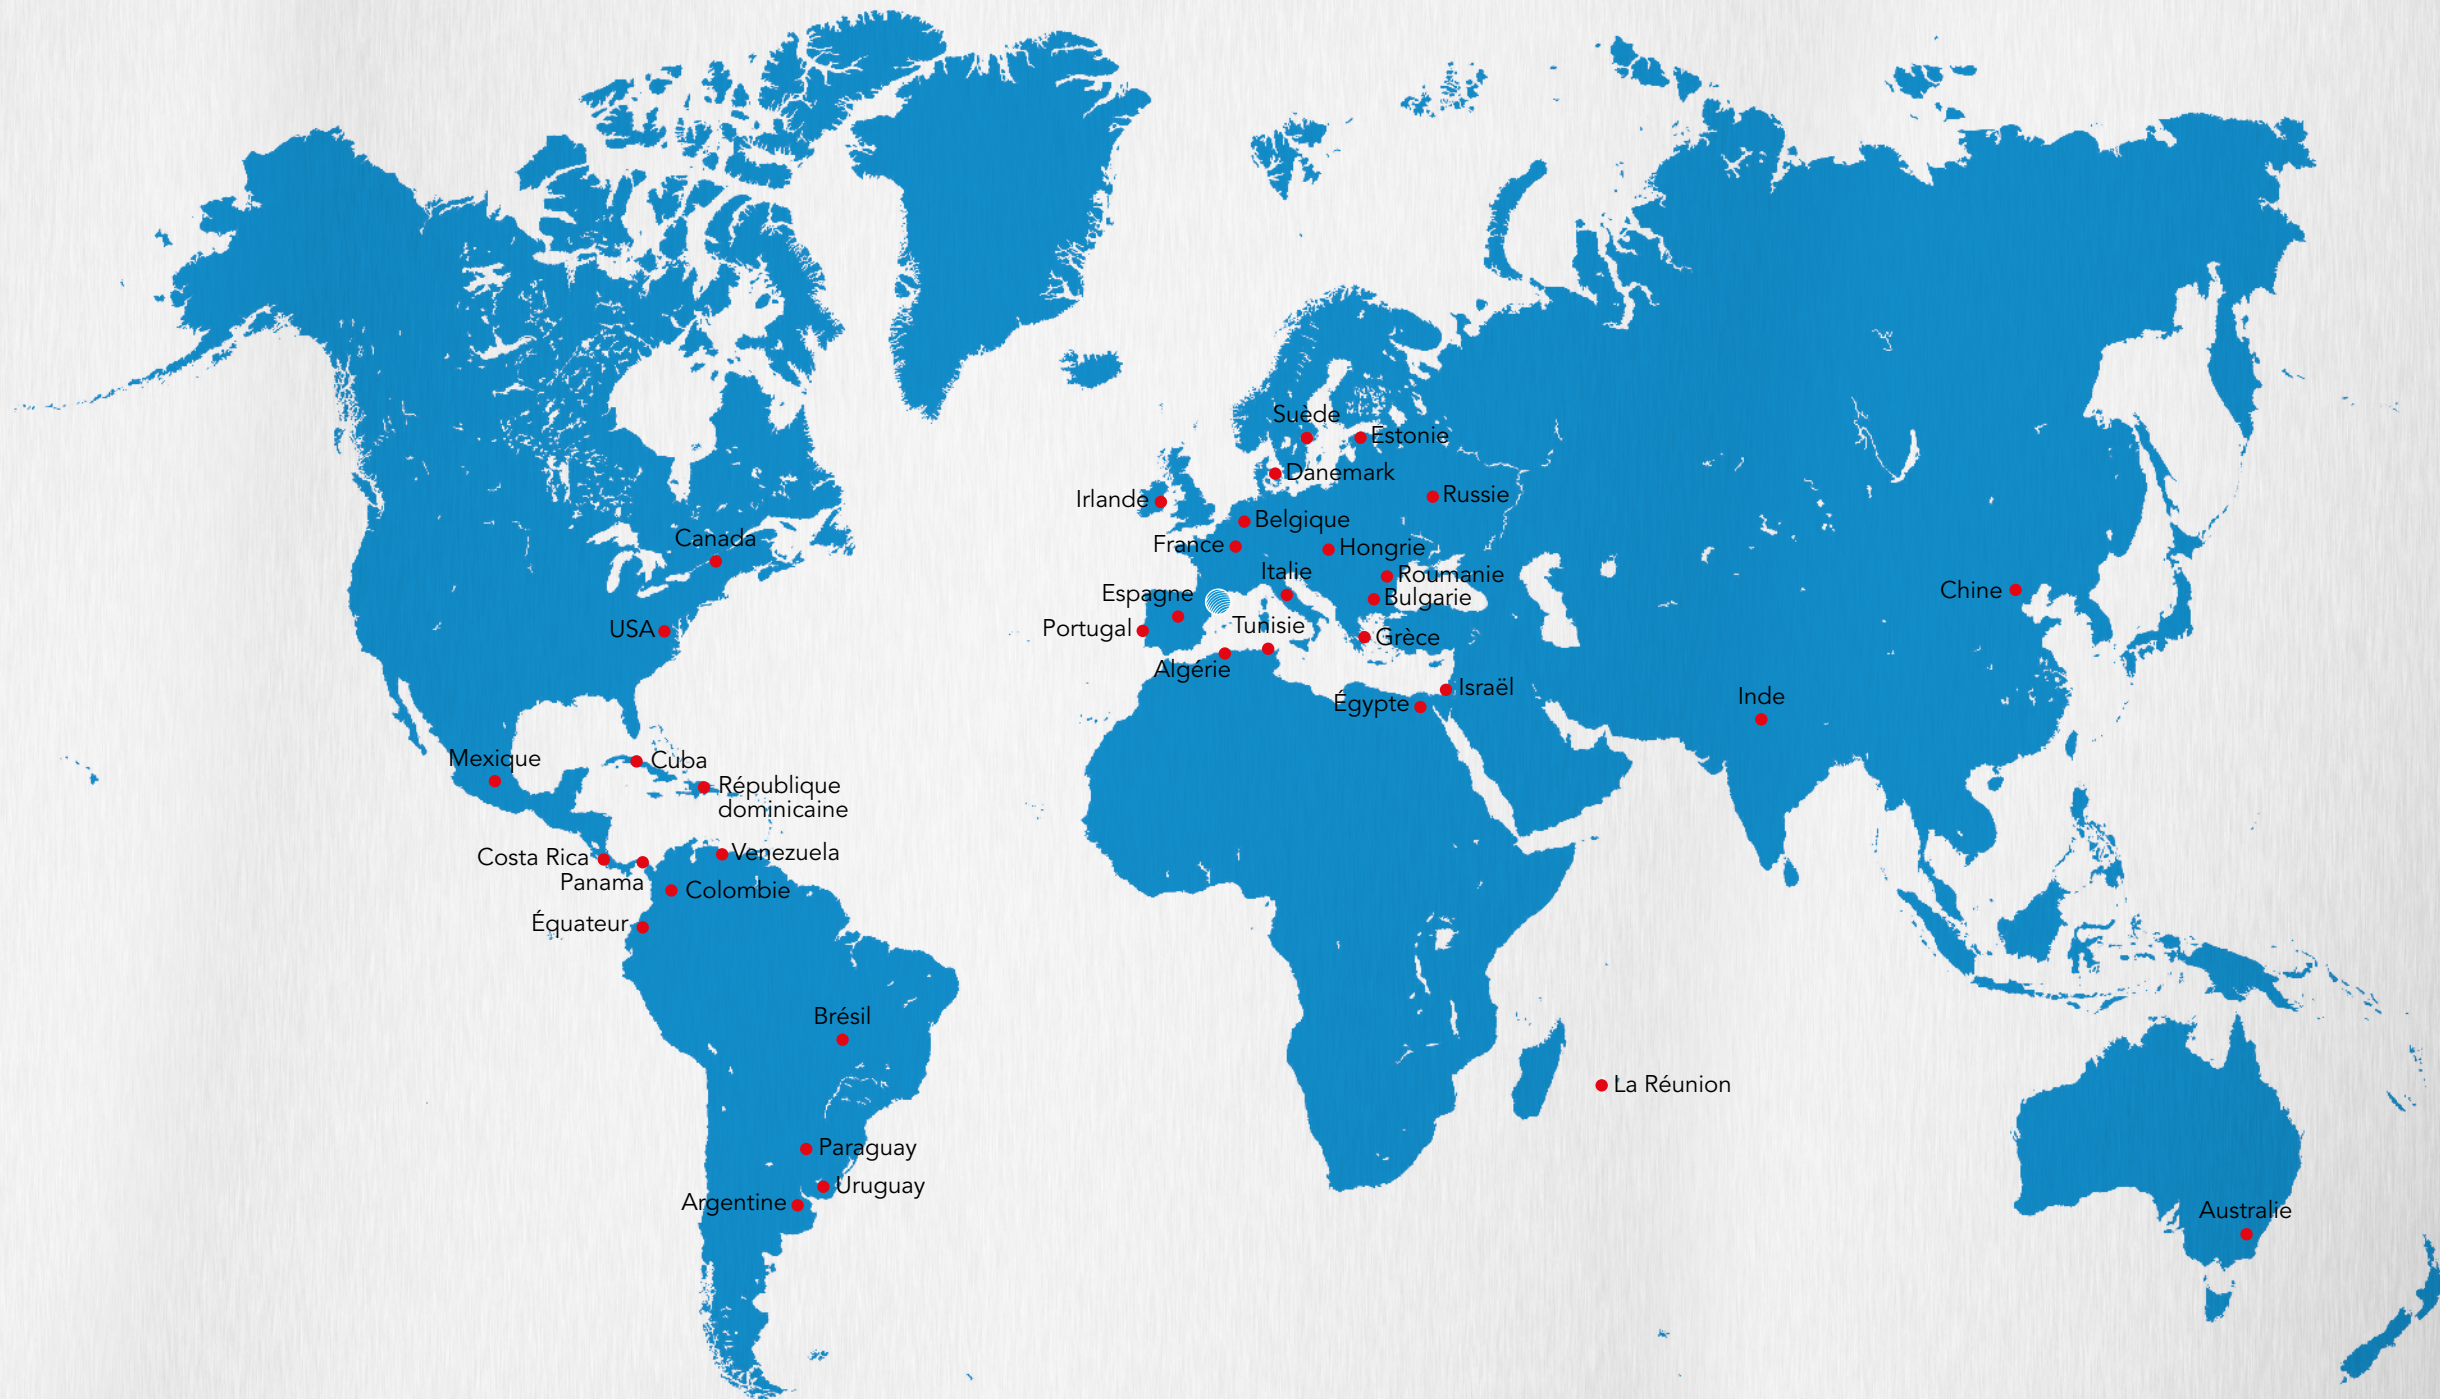 Suède
Estonie
Danemark
Irlande
Russie
Belgique
Canada
France
Hongrie
Italie
Roumanie
Espagne
Bulgarie
Chine
USA
Portugal
Tunisie
Grèce
Algérie
Israël
Égypte
Inde
Mexique
Cuba
République
dominicaine
Costa Rica
Venezuela
Panama
Colombie
Équateur
Brésil
La Réunion
Paraguay
Uruguay
Argentine
Australie